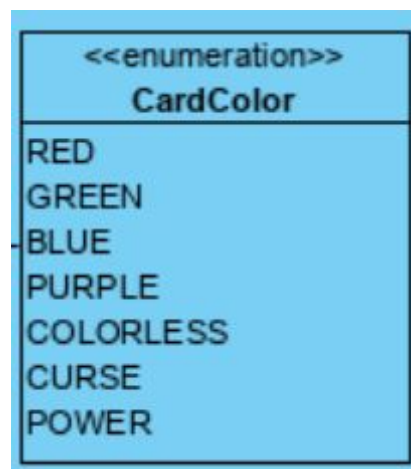 <<enumeration>>
CardColor
RED
GREEN
BLUE
PURPLE
COLORLESS
CURSE
POWER